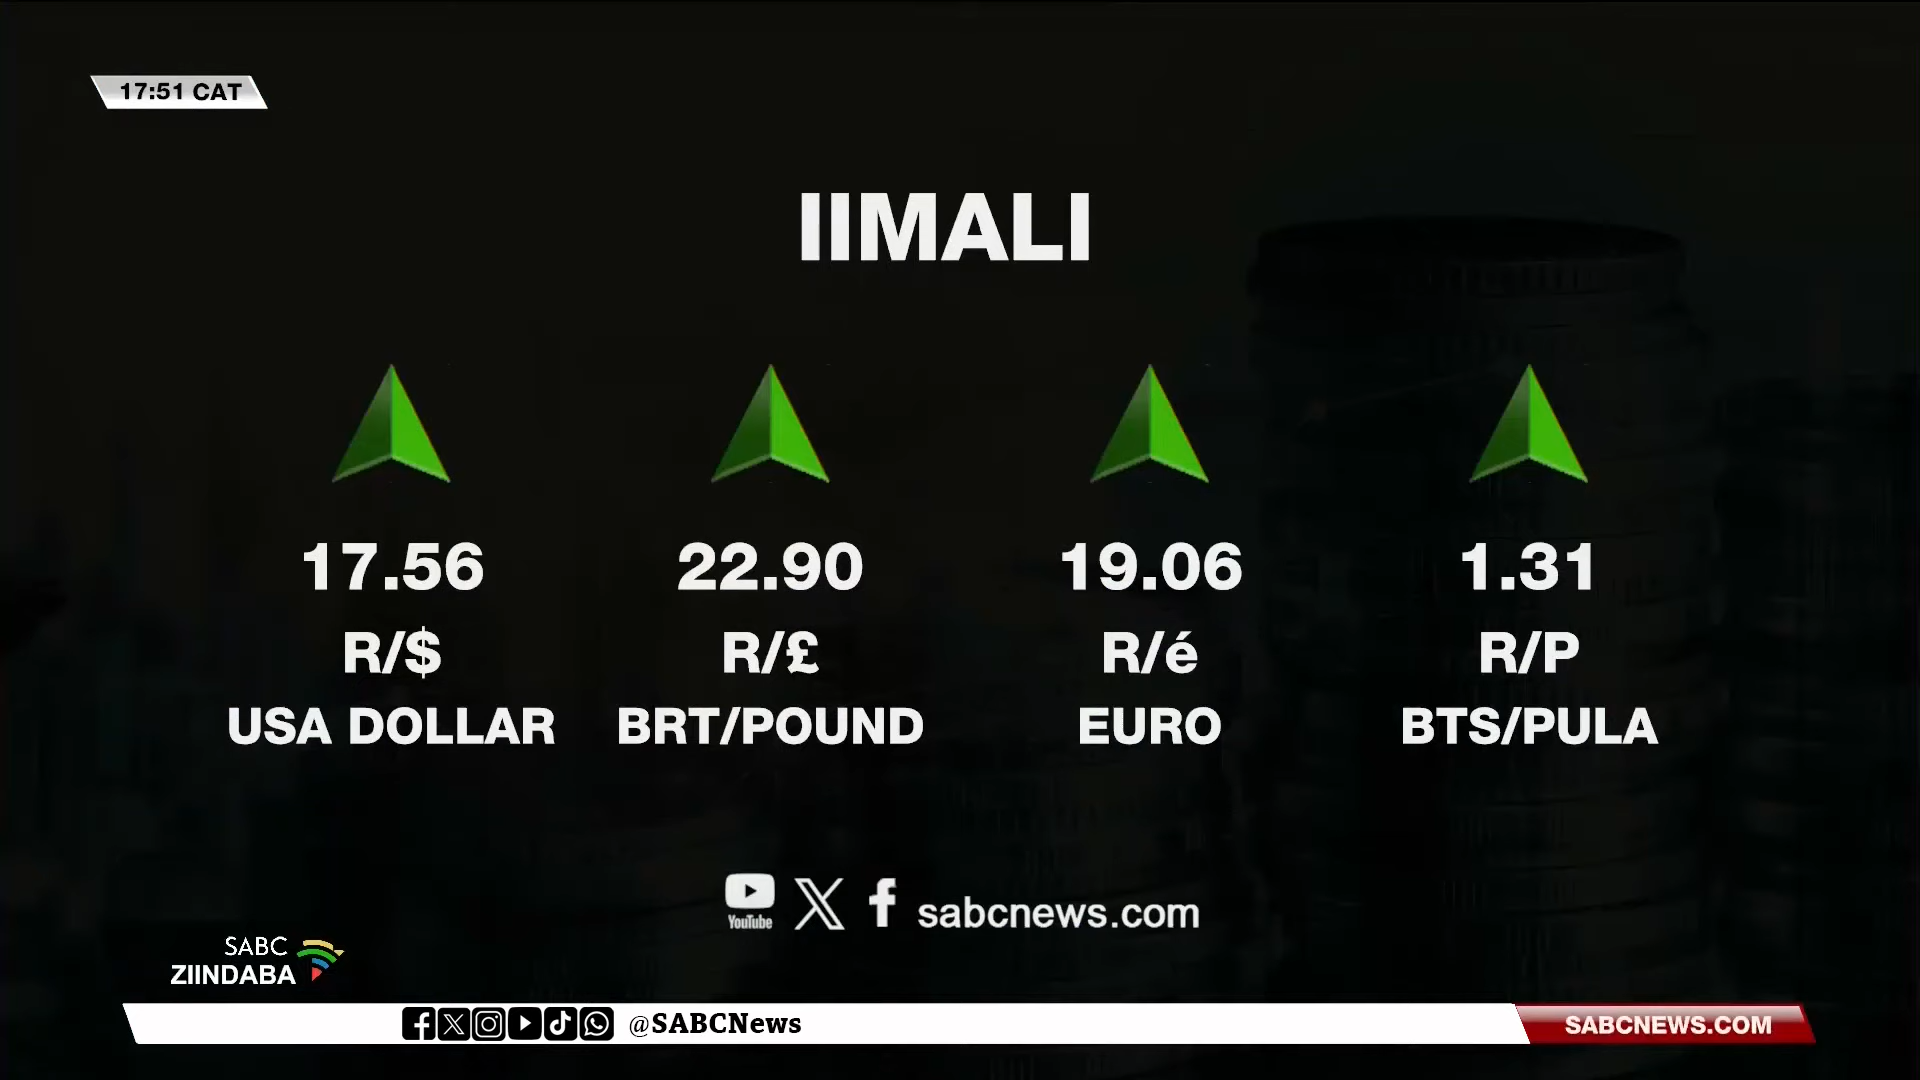 17:51 CAT
IIMALI
17.56 22.90 19.06 1.31
R/$ R/£ R/é R/P
USA DOLLAR BRT/POUND EURO BTS/PULA
YouTube sabcnews.com
SABC
ZIINDABA
@SABCNews
SABCNEWS.COM